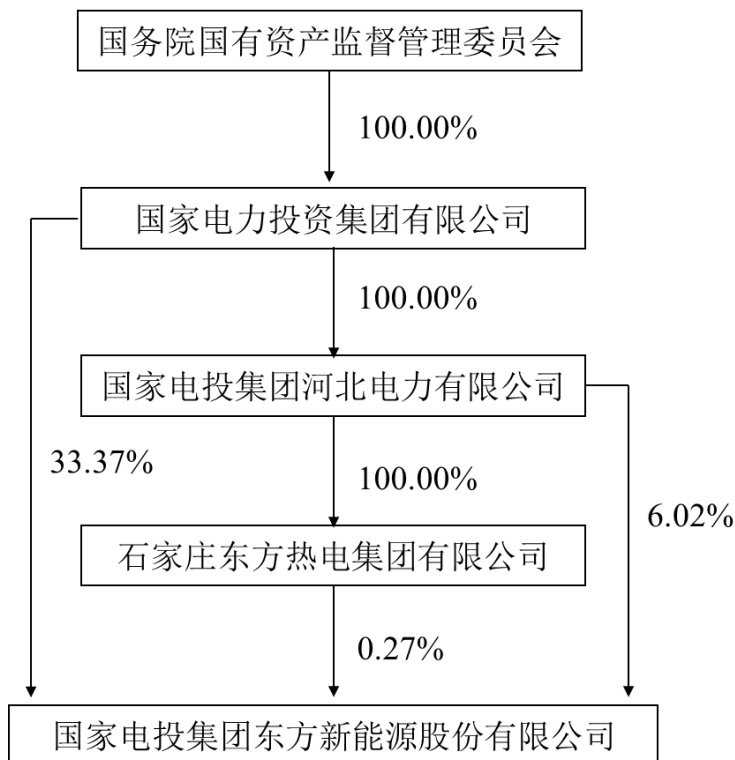 国务院国有资产监督管理委员会
100.00%
国家电力投资集团有限公司
100.00%
国家电投集团河北电力有限公司
33.37%
100.00%
6.02%
石家庄东方热电集团有限公司
0.27%
国家电投集团东方新能源股份有限公司